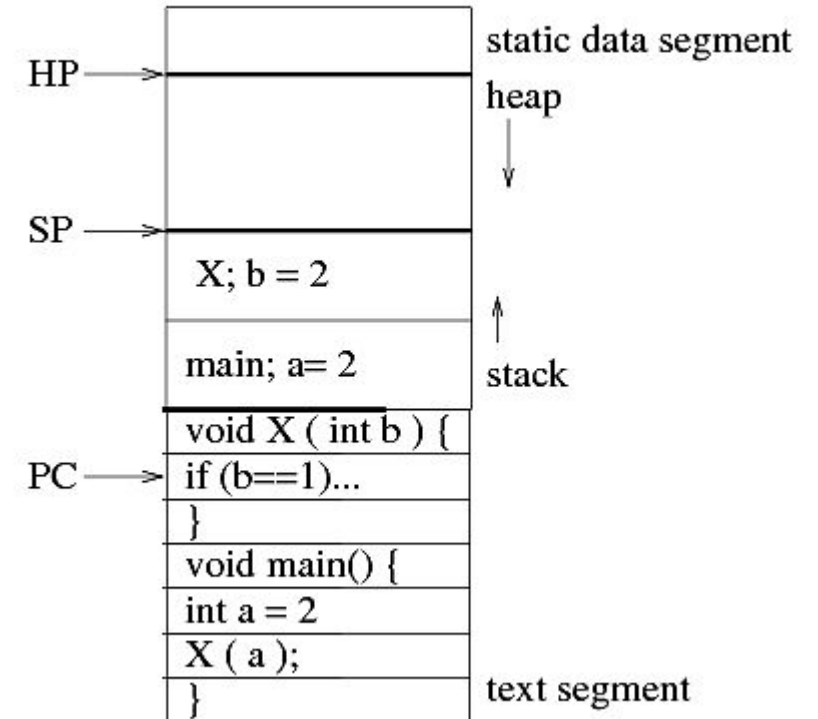 static data segment
HP
heap
SP
X; b = 2
main; a= 2
stack
void X ( int b ) {
PC
if (b==1)...
}
void main() {
int a = 2
X ( a );
}
text segment